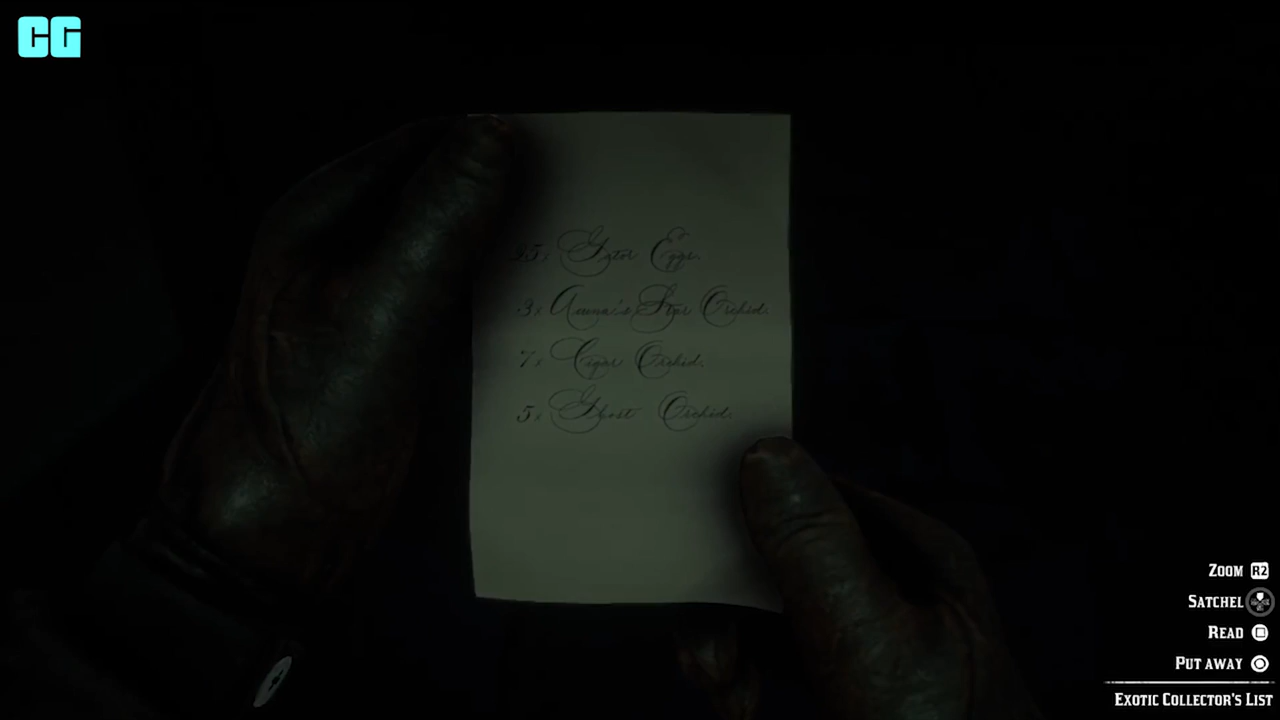 CG
25x Gator Eggs.
3x Acuna's Star Orchid.
7x Cigar Orchid.
5x Ghost Orchid.
ZOOM R2
SATCHEL
READ
PUT AWAY
EXOTIC COLLECTOR'S LIST